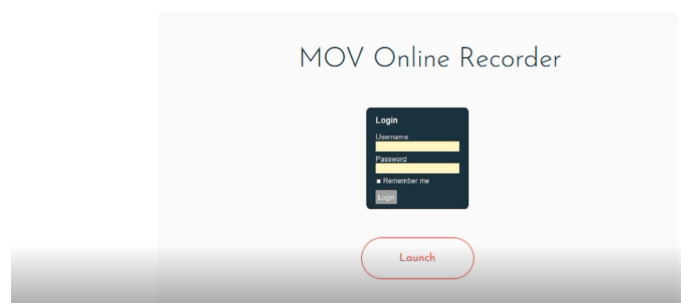 MOV Online Recorder
Login
Username
Password
Remember me
Login
Launch